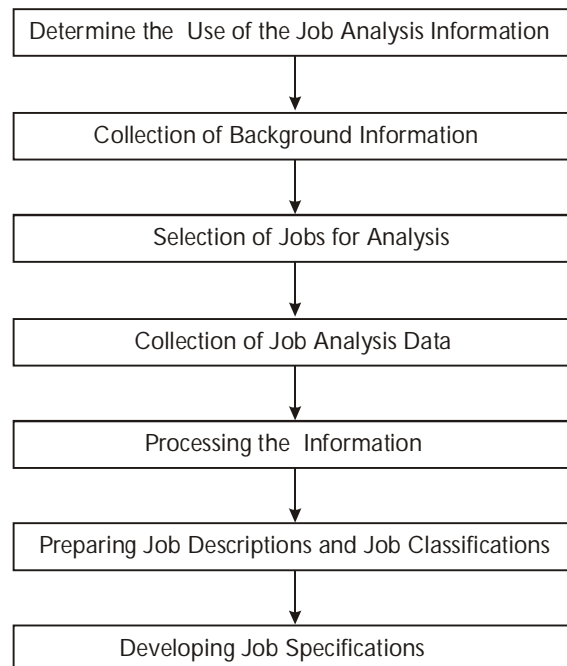 Determine the Use of the Job Analysis Information
Collection of Background Information
Selection of Jobs for Analysis
Collection of Job Analysis Data
Processing the Information
Preparing Job Descriptions and Job Classifications
Developing Job Specifications